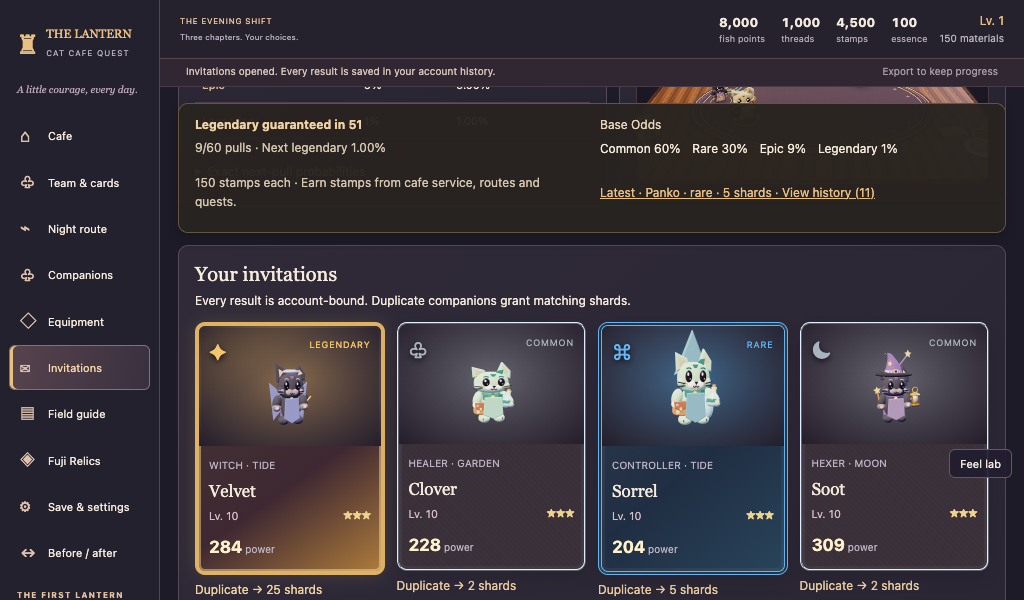 THE LANTERN
CAT CAFE QUEST
A little courage, every day.
Cafe
Team & cards
Night route
Companions
Equipment
Invitations
Field guide
Fuji Relics
Save & settings
Before / after
THE FIRST LANTERN
THE EVENING SHIFT
Three chapters. Your choices.
8,000 fish points
1,000 threads
4,500 stamps
100 essence
Lv. 1
150 materials
Invitations opened. Every result is saved in your account history.
Export to keep progress
Legendary guaranteed in 51
9/60 pulls · Next legendary 1.00%
150 stamps each · Earn stamps from cafe service, routes and
quests.
Base Odds
Common 60% Rare 30% Epic 9% Legendary 1%
Latest · Panko · rare · 5 shards · View history (11)
Your invitations
Every result is account-bound. Duplicate companions grant matching shards.
LEGENDARY
WITCH · TIDE
Velvet
Lv. 10
284 power
Duplicate → 25 shards
COMMON
HEALER · GARDEN
Clover
Lv. 10
228 power
Duplicate → 2 shards
RARE
CONTROLLER · TIDE
Sorrel
Lv. 10
204 power
Duplicate → 5 shards
COMMON
HEXER · MOON
Soot
Lv. 10
309 power
Duplicate → 2 shards
Feel lab